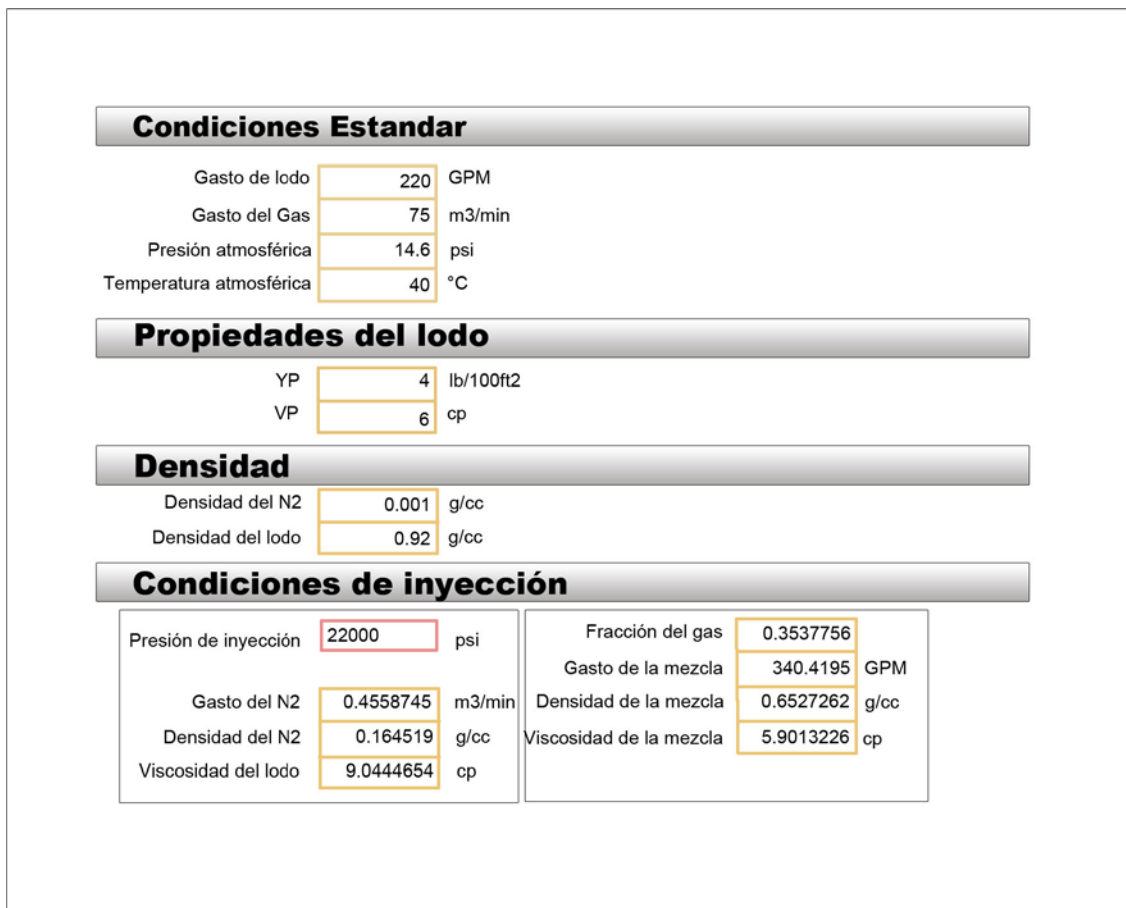 Condiciones Estandar
Gasto de lodo 220 GPM
Gasto del Gas 75 m3/min
Presión atmosférica 14.6 psi
Temperatura atmosférica 40 °C
Propiedades del lodo
YP 4 lb/100ft2
VP 6 cp
Densidad
Densidad del N2 0.001 g/cc
Densidad del lodo 0.92 g/cc
Condiciones de inyección
Presión de inyección 22000 psi
Gasto del N2 0.4558745 m3/min
Densidad del N2 0.164519 g/cc
Viscosidad del lodo 9.0444654 cp
Fracción del gas 0.3537756
Gasto de la mezcla 340.4195 GPM
Densidad de la mezcla 0.6527262 g/cc
Viscosidad de la mezcla 5.9013226 cp